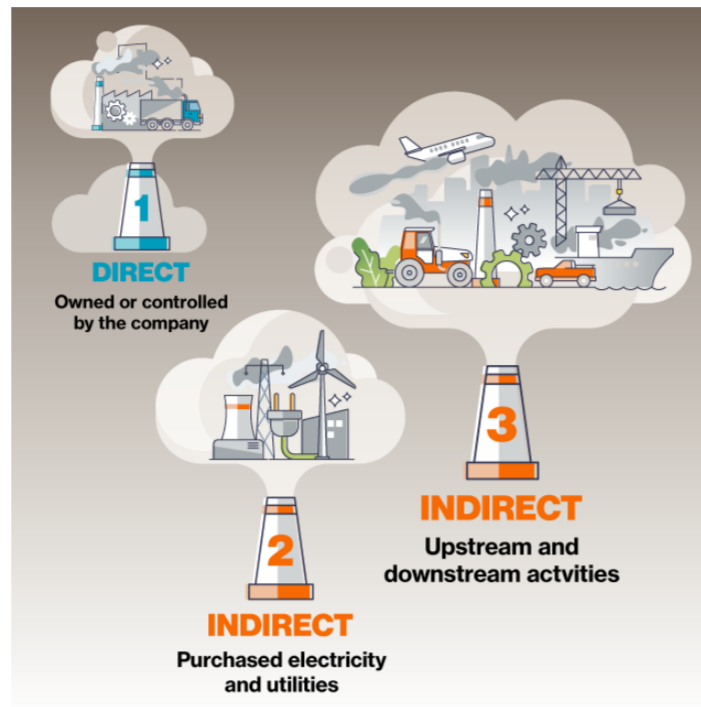 1
DIRECT
Owned or controlled
by the company
2
INDIRECT
Purchased electricity
and utilities
3
INDIRECT
Upstream and
downstream actvities